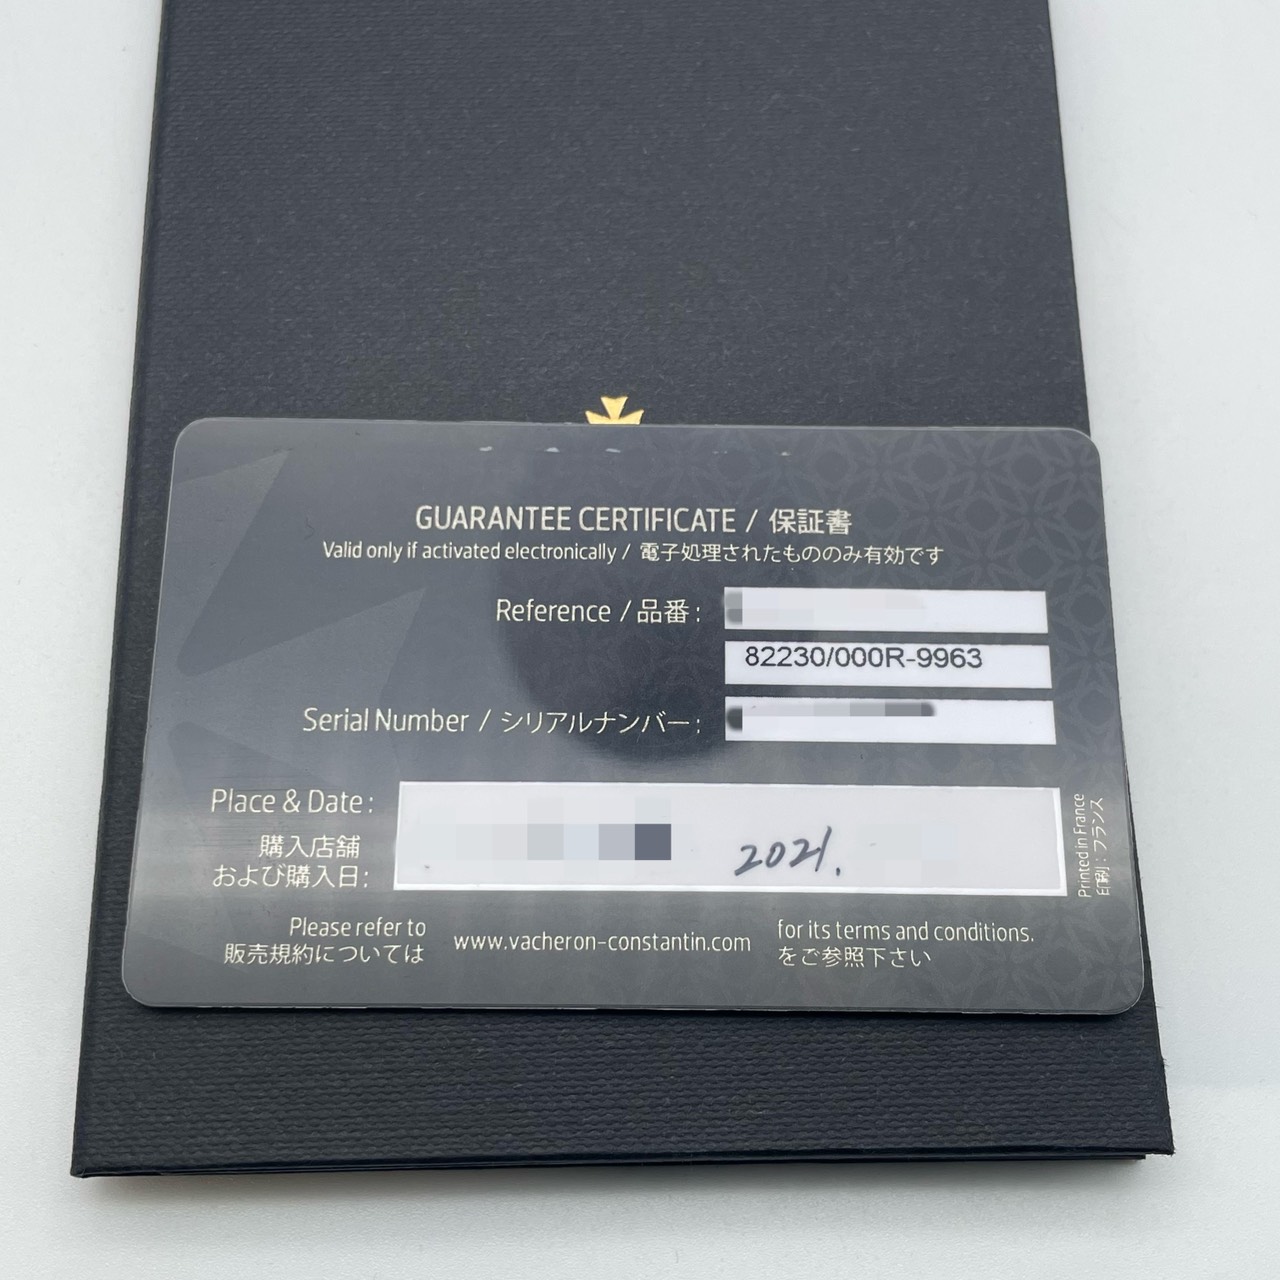 GUARANTEE CERTIFICATE / 保証書
Valid only if activated electronically / 電子処理されたもののみ有効です
Reference / 品番:
82230/000R-9963
Serial Number / シリアルナンバー:
Place & Date:
購入店舗
および購入日:
2021.
Printed in France
印刷：フランス
Please refer to www.vacheron-constantin.com for its terms and conditions.
販売規約については をご参照下さい